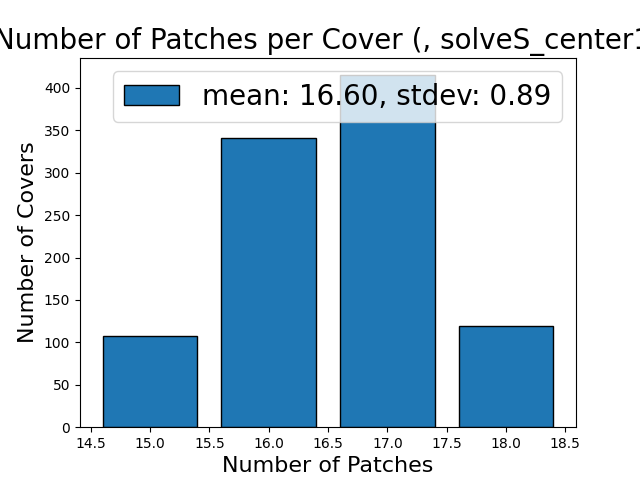 Number of Patches per Cover (, solveS_center1
mean: 16.60, stdev: 0.89
Number of Covers
400
350
300
250
200
150
100
50
0
14.5 15.0 15.5 16.0 16.5 17.0 17.5 18.0 18.5
Number of Patches